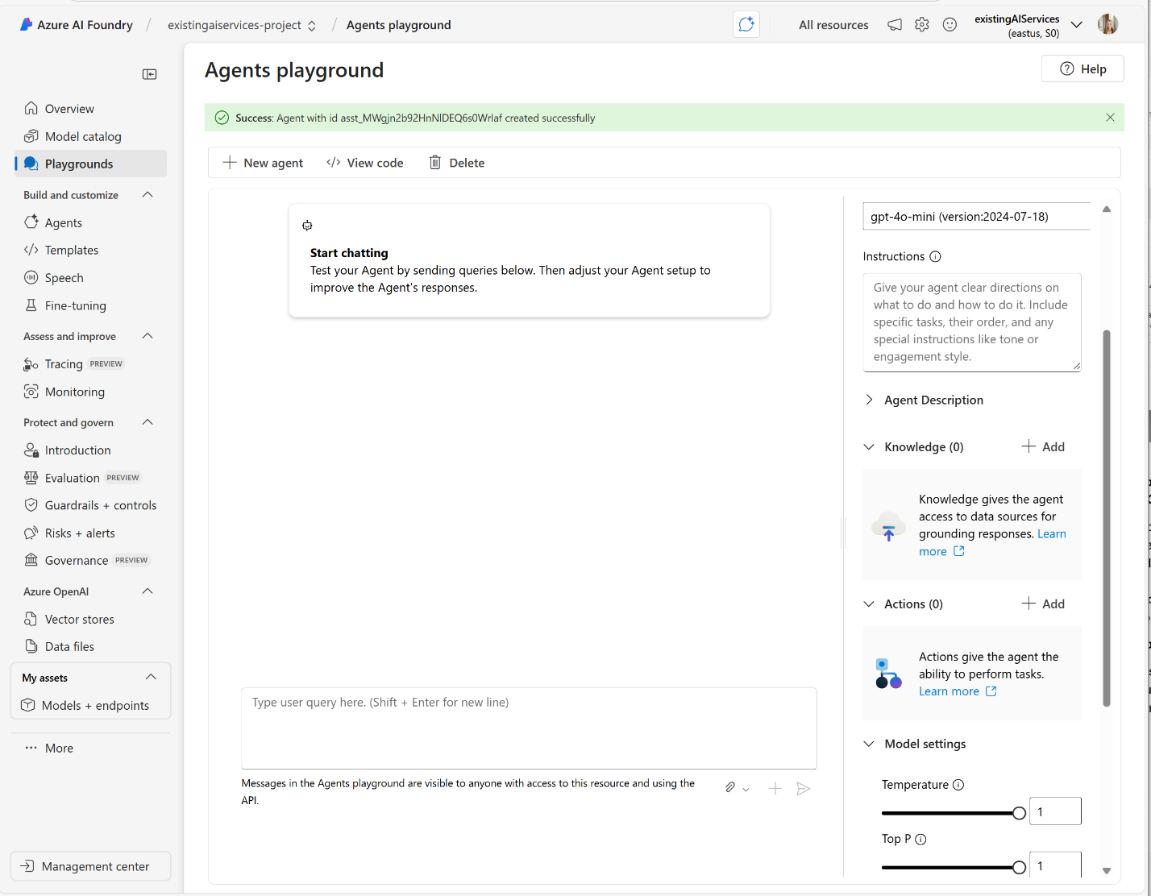 Azure AI Foundry / existingaiservices-project / Agents playground
All resources
existingAIServices
(eastus, S0)
Agents playground
Help
Success: Agent with id asst_MWgjn2b92HnNIDEQ6s0Wrlaf created successfully
New agent
View code
Delete
Overview
Model catalog
Playgrounds
Build and customize
Agents
Templates
Speech
Fine-tuning
Assess and improve
Tracing PREVIEW
Monitoring
Protect and govern
Introduction
Evaluation PREVIEW
Guardrails + controls
Risks + alerts
Governance PREVIEW
Azure OpenAI
Vector stores
Data files
My assets
Models + endpoints
More
Management center
Start chatting
Test your Agent by sending queries below. Then adjust your Agent setup to
improve the Agent's responses.
Type user query here. (Shift + Enter for new line)
Messages in the Agents playground are visible to anyone with access to this resource and using the
API.
gpt-4o-mini (version:2024-07-18)
Instructions
Give your agent clear directions on
what to do and how to do it. Include
specific tasks, their order, and any
special instructions like tone or
engagement style.
Agent Description
Knowledge (0)
Add
Knowledge gives the agent
access to data sources for
grounding responses. Learn
more
Actions (0)
Add
Actions give the agent the
ability to perform tasks.
Learn more
Model settings
Temperature
1
Top P
1